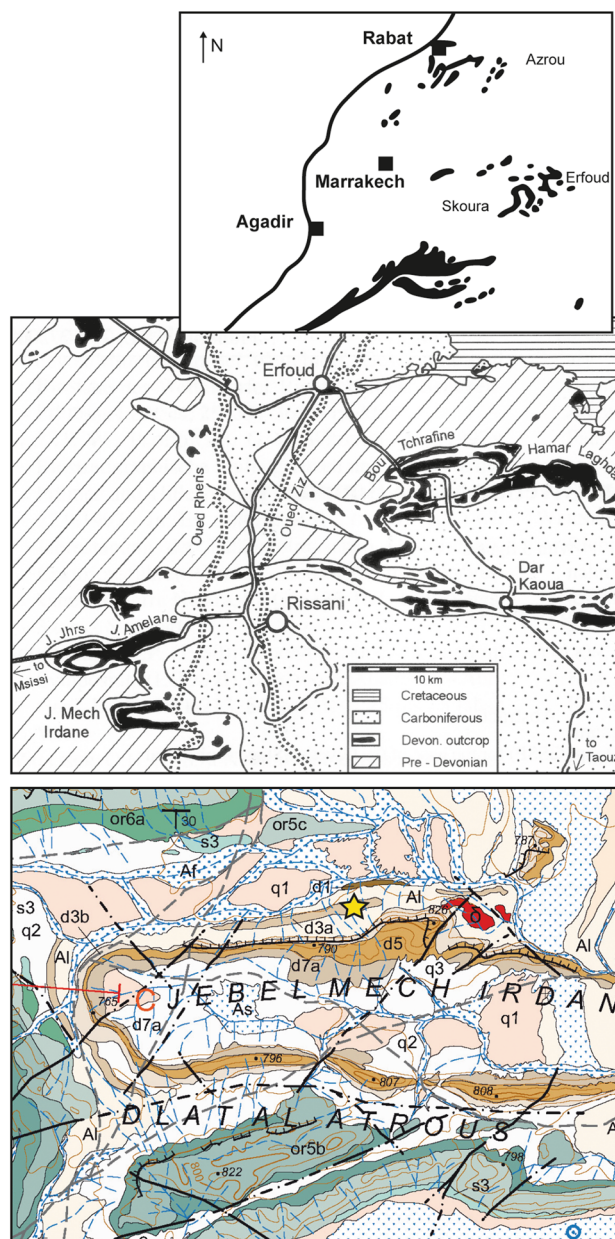 N
Rabat
Azrou
Marrakech
Erfoud
Skoura
Agadir
Erfoud
Oued Rheris
Oued Ziz
Bou Tchrafine
Hamar Laghda
Dar
Kaoua
Rissani
J. Jhrs
J. Amelane
to
Msissi
J. Mech
Irdane
10 km
Cretaceous
Carboniferous
Devon. outcrop
Pre - Devonian
to
Taouz
or6a
30
or5c
s3
787
Af
q1
d1
Al
s3
q2
d3b
d3a
826
Al
790
d5
Al
d7a
q3
765
JEBEL MECH IRDAN
d7a
As
q1
q2
796
807
808
DLAT AL ATROUS
Al
or5b
798
800
822
s3